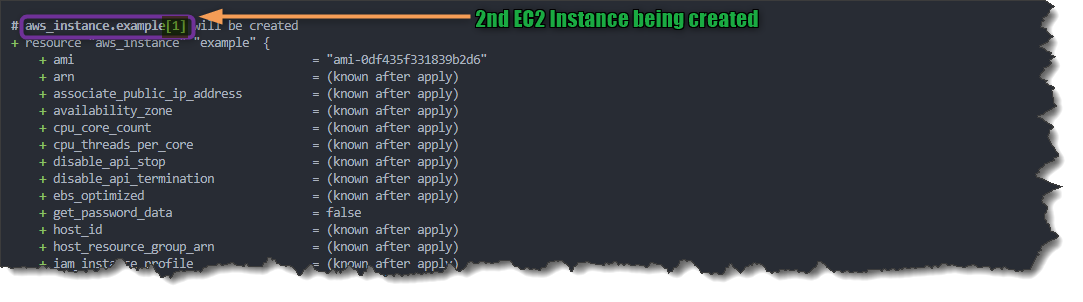 # aws_instance.example[1] will be created
2nd EC2 Instance being created
+ resource "aws_instance" "example" {
+ ami = "ami-0df435f331839b2d6"
+ arn = (known after apply)
+ associate_public_ip_address = (known after apply)
+ availability_zone = (known after apply)
+ cpu_core_count = (known after apply)
+ cpu_threads_per_core = (known after apply)
+ disable_api_stop = (known after apply)
+ disable_api_termination = (known after apply)
+ ebs_optimized = (known after apply)
+ get_password_data = false
+ host_id = (known after apply)
+ host_resource_group_arn = (known after apply)
+ iam_instance_profile = (known after apply)